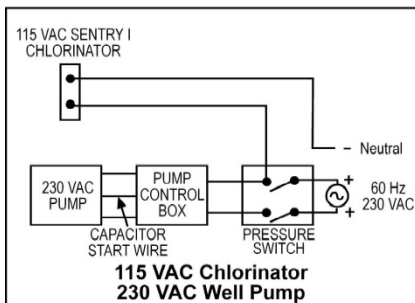 115 VAC SENTRY I
CHLORINATOR
- Neutral
230 VAC
PUMP
PUMP
CONTROL
BOX
+
60 Hz
230 VAC
+
CAPACITOR
START WIRE
PRESSURE
SWITCH
115 VAC Chlorinator
230 VAC Well Pump